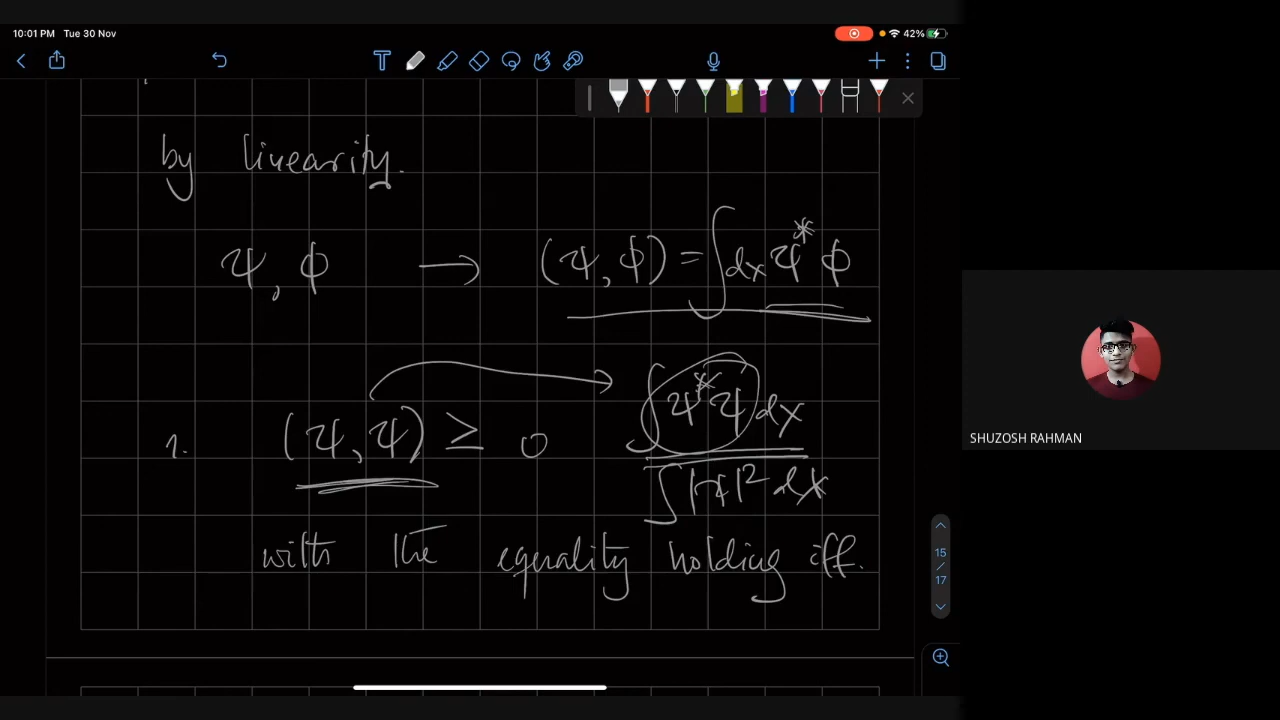 10:01 PM Tue 30 Nov
42%
by linearity.
Ψ, φ → (Ψ, φ) = ∫dx Ψ* φ
1. (Ψ, Ψ) ≥ 0 ∫Ψ* Ψ dx
∫|Ψ|² dx
with the equality holding iff.
15
/
17
SHUZOSH RAHMAN